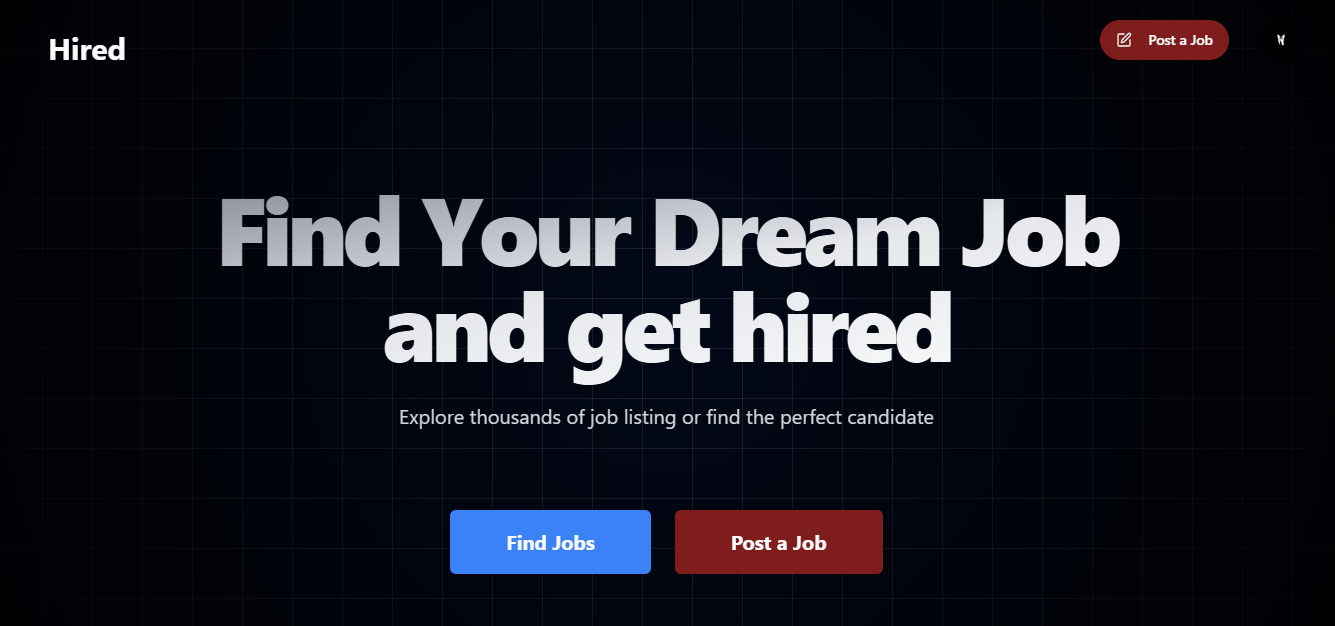 Hired
Post a Job
Find Your Dream Job
and get hired
Explore thousands of job listing or find the perfect candidate
Find Jobs
Post a Job